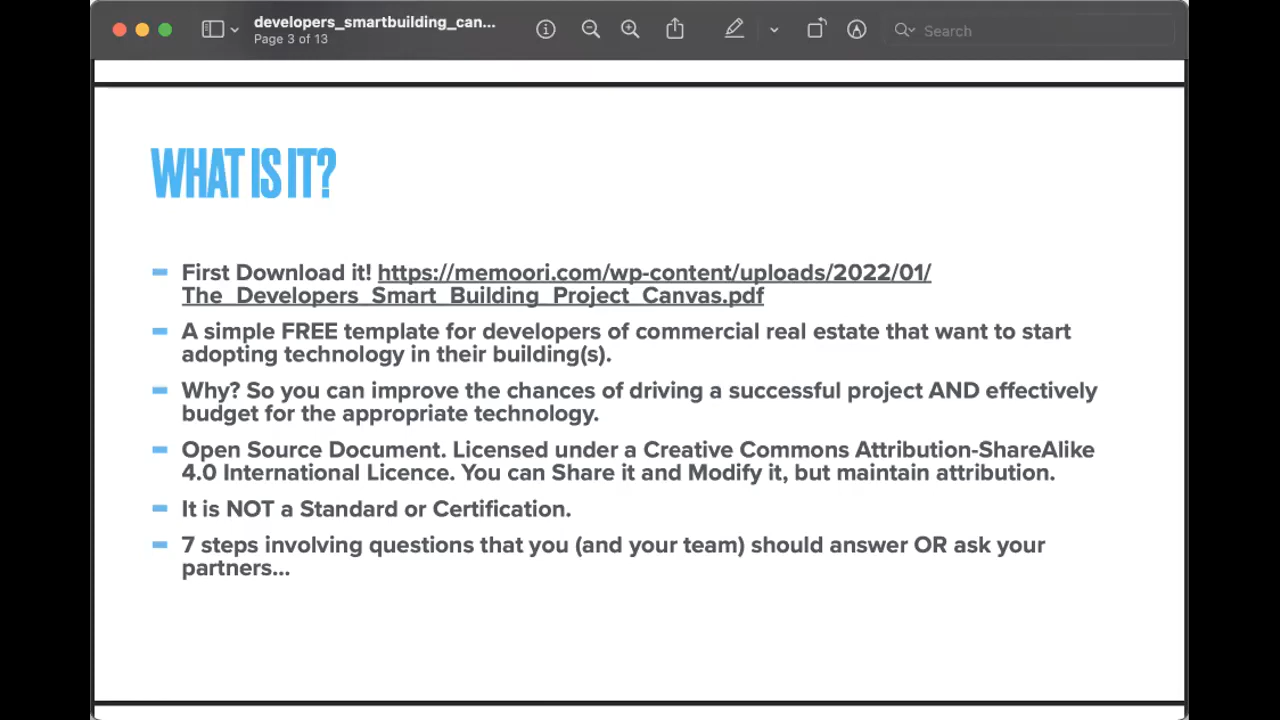 developers_smartbuilding_can...
Page 3 of 13
Search
WHAT IS IT?
First Download it! https://memoori.com/wp-content/uploads/2022/01/
The_Developers_Smart_Building_Project_Canvas.pdf
A simple FREE template for developers of commercial real estate that want to start
adopting technology in their building(s).
Why? So you can improve the chances of driving a successful project AND effectively
budget for the appropriate technology.
Open Source Document. Licensed under a Creative Commons Attribution-ShareAlike
4.0 International Licence. You can Share it and Modify it, but maintain attribution.
It is NOT a Standard or Certification.
7 steps involving questions that you (and your team) should answer OR ask your
partners...